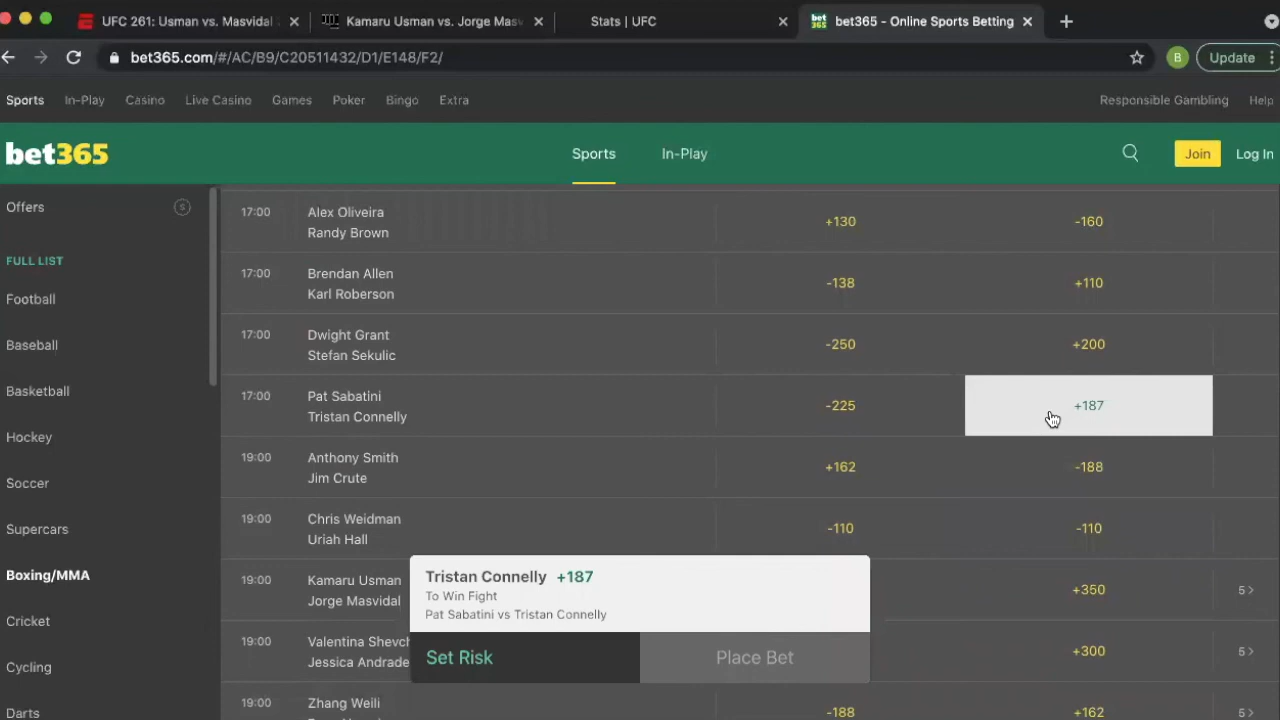 UFC 261: Usman vs. Masvidal
Kamaru Usman vs. Jorge Masv
Stats | UFC
bet365 - Online Sports Betting
bet365.com/#/AC/B9/C20511432/D1/E148/F2/
B
Update
Sports
In-Play
Casino
Live Casino
Games
Poker
Bingo
Extra
Responsible Gambling
Help
bet365
Sports
In-Play
Join
Log In
Offers
S
FULL LIST
Football
Baseball
Basketball
Hockey
Soccer
Supercars
Boxing/MMA
Cricket
Cycling
Darts
17:00
Alex Oliveira
Randy Brown
+130
-160
17:00
Brendan Allen
Karl Roberson
-138
+110
17:00
Dwight Grant
Stefan Sekulic
-250
+200
17:00
Pat Sabatini
Tristan Connelly
-225
+187
19:00
Anthony Smith
Jim Crute
+162
-188
19:00
Chris Weidman
Uriah Hall
-110
-110
19:00
Kamaru Usman
Jorge Masvidal
+350
5>
19:00
Valentina Shevch
Jessica Andrade
+300
5>
19:00
Zhang Weili
-188
+162
5>
Tristan Connelly +187
To Win Fight
Pat Sabatini vs Tristan Connelly
Set Risk
Place Bet